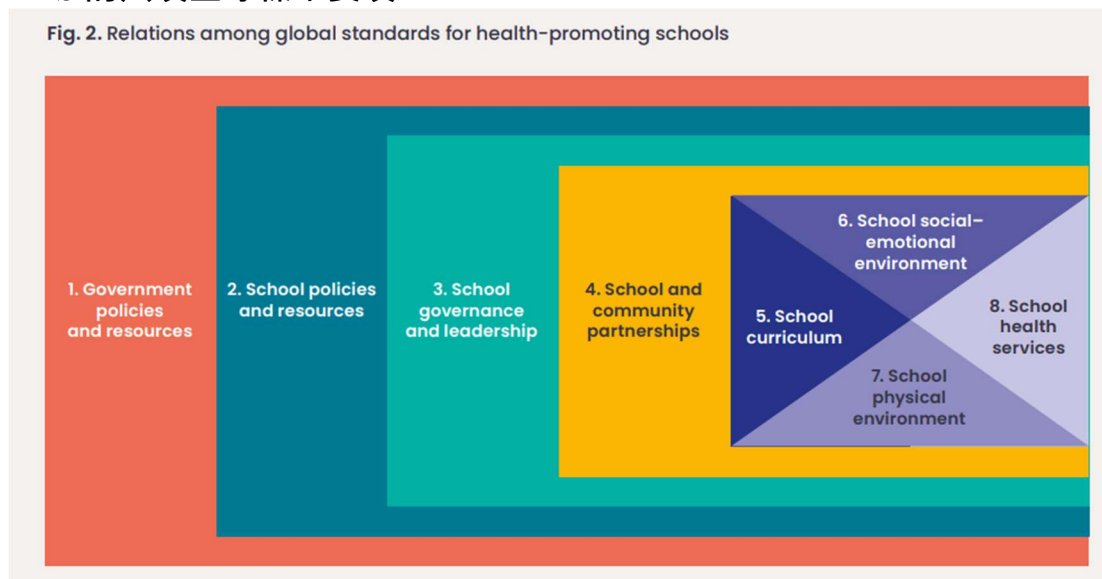 Fig. 2. Relations among global standards for health-promoting schools
1. Government
policies
and resources
2. School policies
and resources
3. School
governance
and leadership
4. School and
community
partnerships
5. School
curriculum
6. School social–
emotional
environment
7. School
physical
environment
8. School
health
services